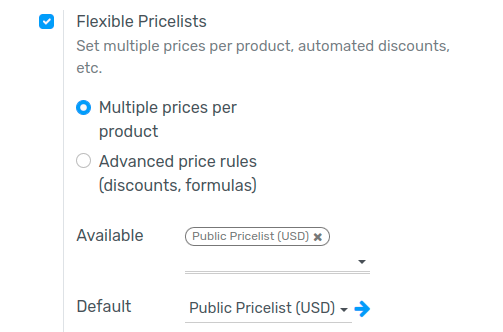 Flexible Pricelists
Set multiple prices per product, automated discounts,
etc.
Multiple prices per
product
Advanced price rules
(discounts, formulas)
Available
Public Pricelist (USD)
Default
Public Pricelist (USD)